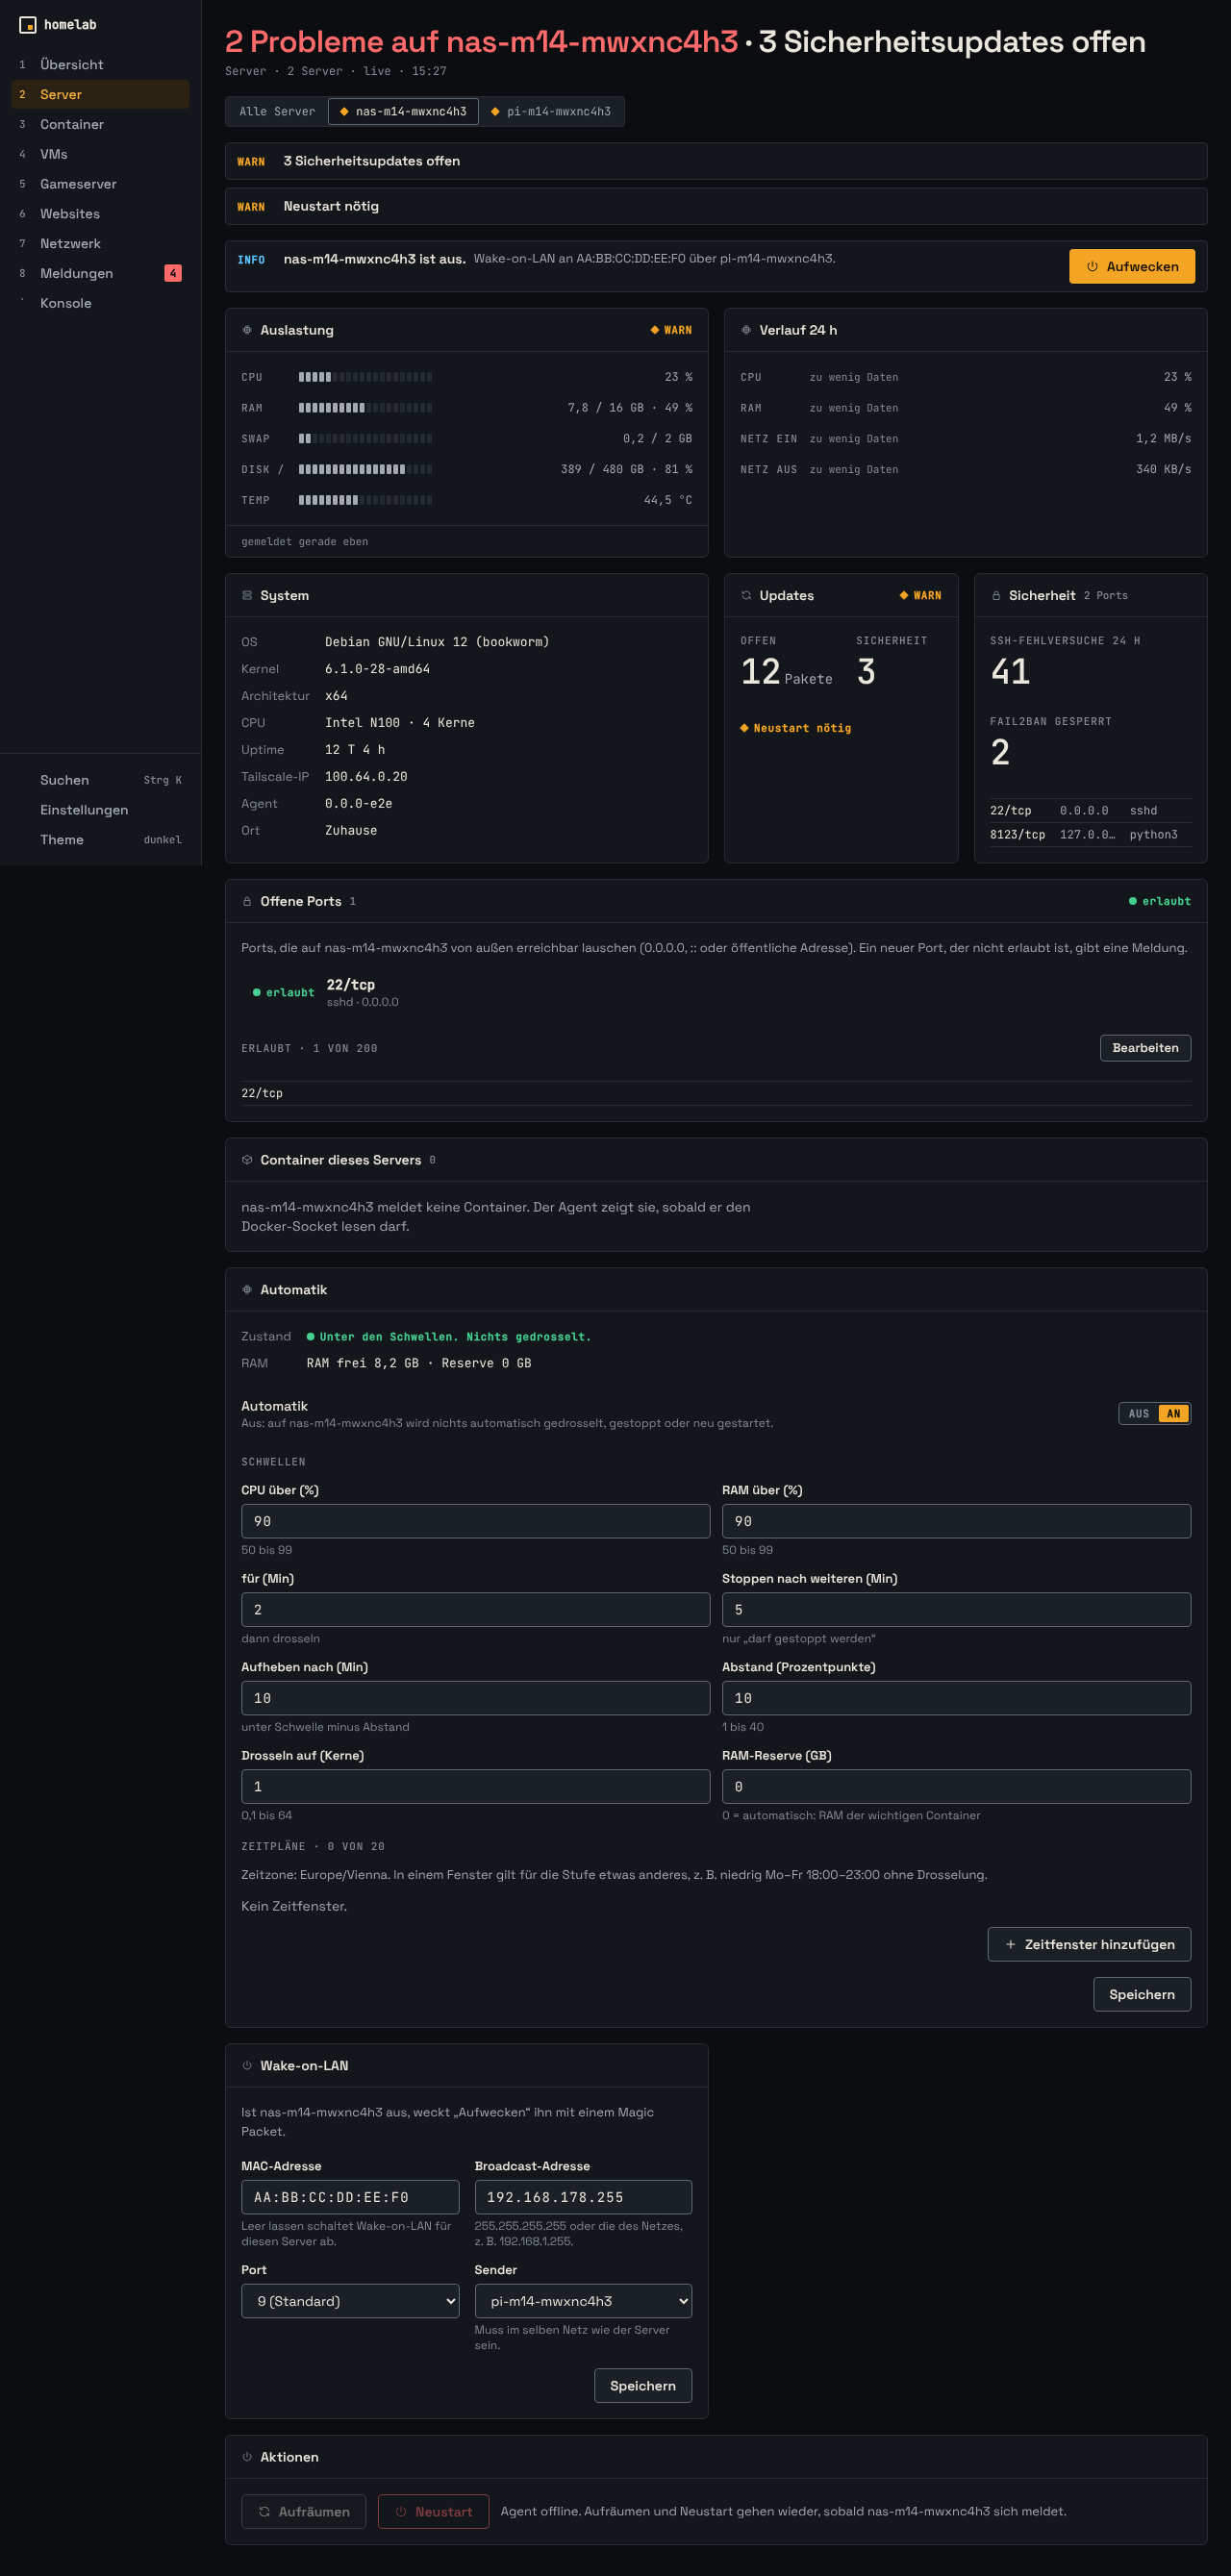 homelab
1 Übersicht
2 Server
3 Container
4 VMs
5 Gameserver
6 Websites
7 Netzwerk
8 Meldungen 4
` Konsole
Suchen Strg K
Einstellungen
Theme dunkel
2 Probleme auf nas-m14-mwxnc4h3 · 3 Sicherheitsupdates offen
Server · 2 Server · live · 15:27
Alle Server nas-m14-mwxnc4h3 pi-m14-mwxnc4h3
WARN 3 Sicherheitsupdates offen
WARN Neustart nötig
INFO nas-m14-mwxnc4h3 ist aus. Wake-on-LAN an AA:BB:CC:DD:EE:F0 über pi-m14-mwxnc4h3. Aufwecken
Auslastung WARN
CPU 23 %
RAM 7,8 / 16 GB · 49 %
SWAP 0,2 / 2 GB
DISK / 389 / 480 GB · 81 %
TEMP 44,5 °C
gemeldet gerade eben
Verlauf 24 h
CPU zu wenig Daten 23 %
RAM zu wenig Daten 49 %
NETZ EIN zu wenig Daten 1,2 MB/s
NETZ AUS zu wenig Daten 340 KB/s
System
OS Debian GNU/Linux 12 (bookworm)
Kernel 6.1.0-28-amd64
Architektur x64
CPU Intel N100 · 4 Kerne
Uptime 12 T 4 h
Tailscale-IP 100.64.0.20
Agent 0.0.0-e2e
Ort Zuhause
Updates WARN
OFFEN SICHERHEIT
12 Pakete 3
Neustart nötig
Sicherheit 2 Ports
SSH-FEHLVERSUCHE 24 H
41
FAIL2BAN GESPERRT
2
22/tcp 0.0.0.0 sshd
8123/tcp 127.0.0… python3
Offene Ports 1 erlaubt
Ports, die auf nas-m14-mwxnc4h3 von außen erreichbar lauschen (0.0.0.0, :: oder öffentliche Adresse). Ein neuer Port, der nicht erlaubt ist, gibt eine Meldung.
erlaubt 22/tcp
sshd · 0.0.0.0
ERLAUBT · 1 VON 200 Bearbeiten
22/tcp
Container dieses Servers 0
nas-m14-mwxnc4h3 meldet keine Container. Der Agent zeigt sie, sobald er den
Docker-Socket lesen darf.
Automatik
Zustand Unter den Schwellen. Nichts gedrosselt.
RAM RAM frei 8,2 GB · Reserve 0 GB
Automatik
Aus: auf nas-m14-mwxnc4h3 wird nichts automatisch gedrosselt, gestoppt oder neu gestartet. AUS AN
SCHWELLEN
CPU über (%) RAM über (%)
90 90
50 bis 99 50 bis 99
für (Min) Stoppen nach weiteren (Min)
2 5
dann drosseln nur „darf gestoppt werden“
Aufheben nach (Min) Abstand (Prozentpunkte)
10 10
unter Schwelle minus Abstand 1 bis 40
Drosseln auf (Kerne) RAM-Reserve (GB)
1 0
0,1 bis 64 0 = automatisch: RAM der wichtigen Container
ZEITPLÄNE · 0 VON 20
Zeitzone: Europe/Vienna. In einem Fenster gilt für die Stufe etwas anderes, z. B. niedrig Mo–Fr 18:00–23:00 ohne Drosselung.
Kein Zeitfenster.
Zeitfenster hinzufügen
Speichern
Wake-on-LAN
Ist nas-m14-mwxnc4h3 aus, weckt „Aufwecken“ ihn mit einem Magic
Packet.
MAC-Adresse Broadcast-Adresse
AA:BB:CC:DD:EE:F0 192.168.178.255
Leer lassen schaltet Wake-on-LAN für 255.255.255.255 oder die des Netzes,
diesen Server ab. z. B. 192.168.1.255.
Port Sender
9 (Standard) pi-m14-mwxnc4h3
Muss im selben Netz wie der Server
sein.
Speichern
Aktionen
Aufräumen Neustart Agent offline. Aufräumen und Neustart gehen wieder, sobald nas-m14-mwxnc4h3 sich meldet.